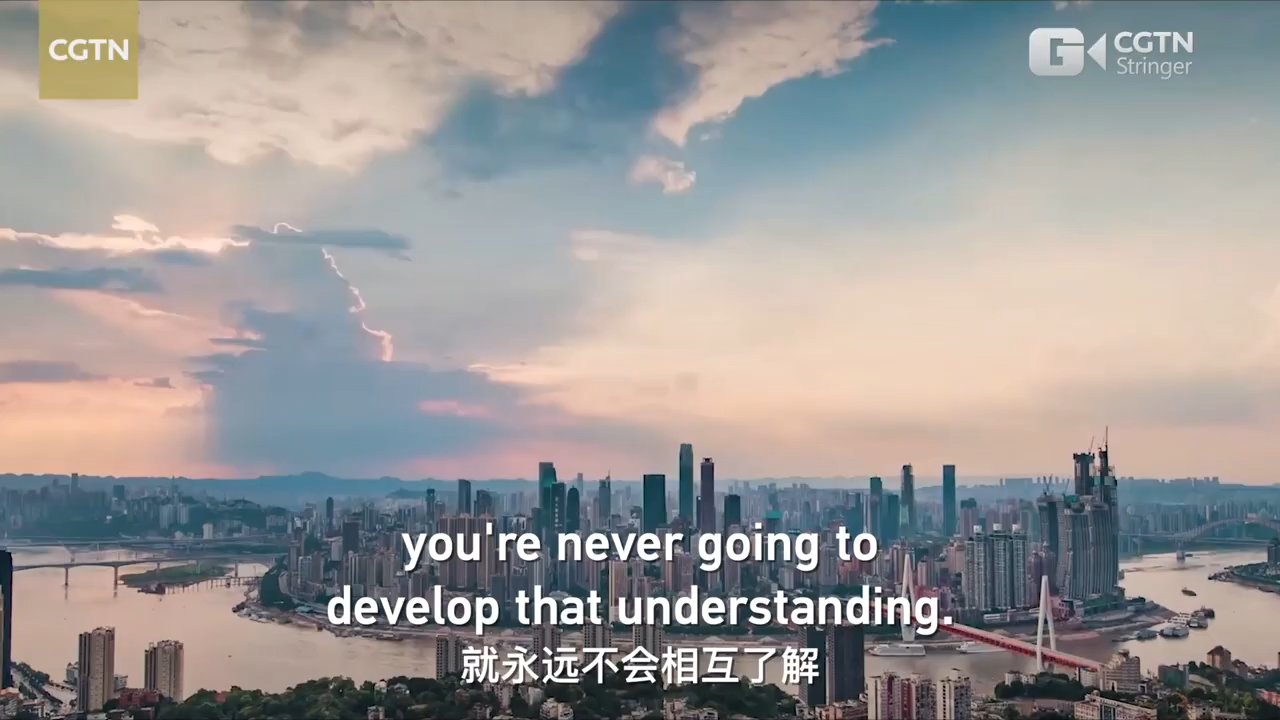 CGTN
CGTN
Stringer
you're never going to
develop that understanding.
就永远不会相互了解